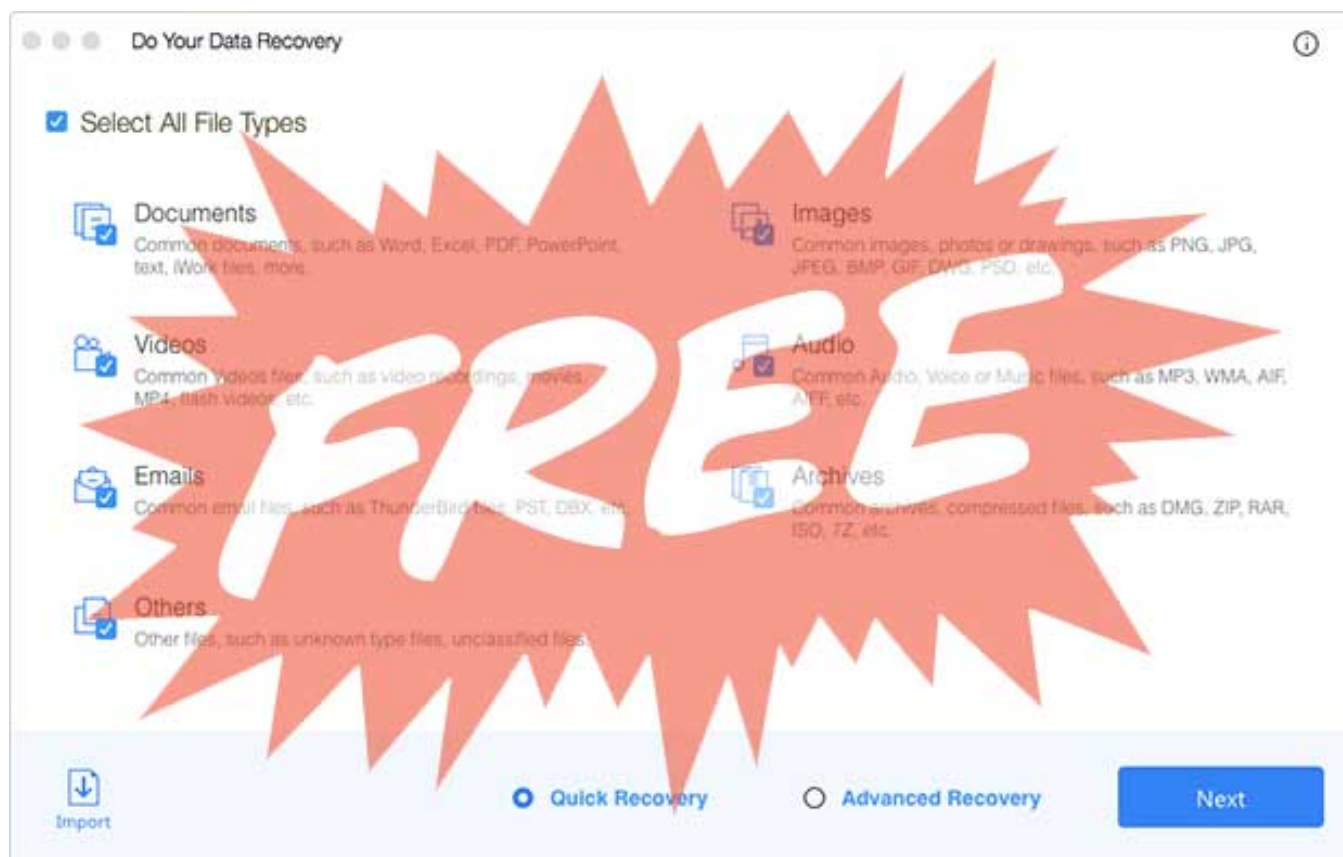 Do Your Data Recovery
Select All File Types
Documents
Common documents, such as Word, Excel, PDF, PowerPoint,
text, iWork files, more.
Images
Common images, photos or drawings, such as PNG, JPG,
JPEG, BMP, GIF, DWG, PSD, etc.
Videos
Common Videos files, such as video recordings, movies,
MP4, flash videos, etc.
Audio
Common Audio, Voice or Music files, such as MP3, WMA, AIF,
AIFF, etc.
Emails
Common email files, such as ThunderBird files, PST, DBX, etc.
Archives
Common archives, compressed files, such as DMG, ZIP, RAR,
ISO, 7Z, etc.
Others
Other files, such as unknown type files, unclassified files.
FREE
Import
Quick Recovery
Advanced Recovery
Next